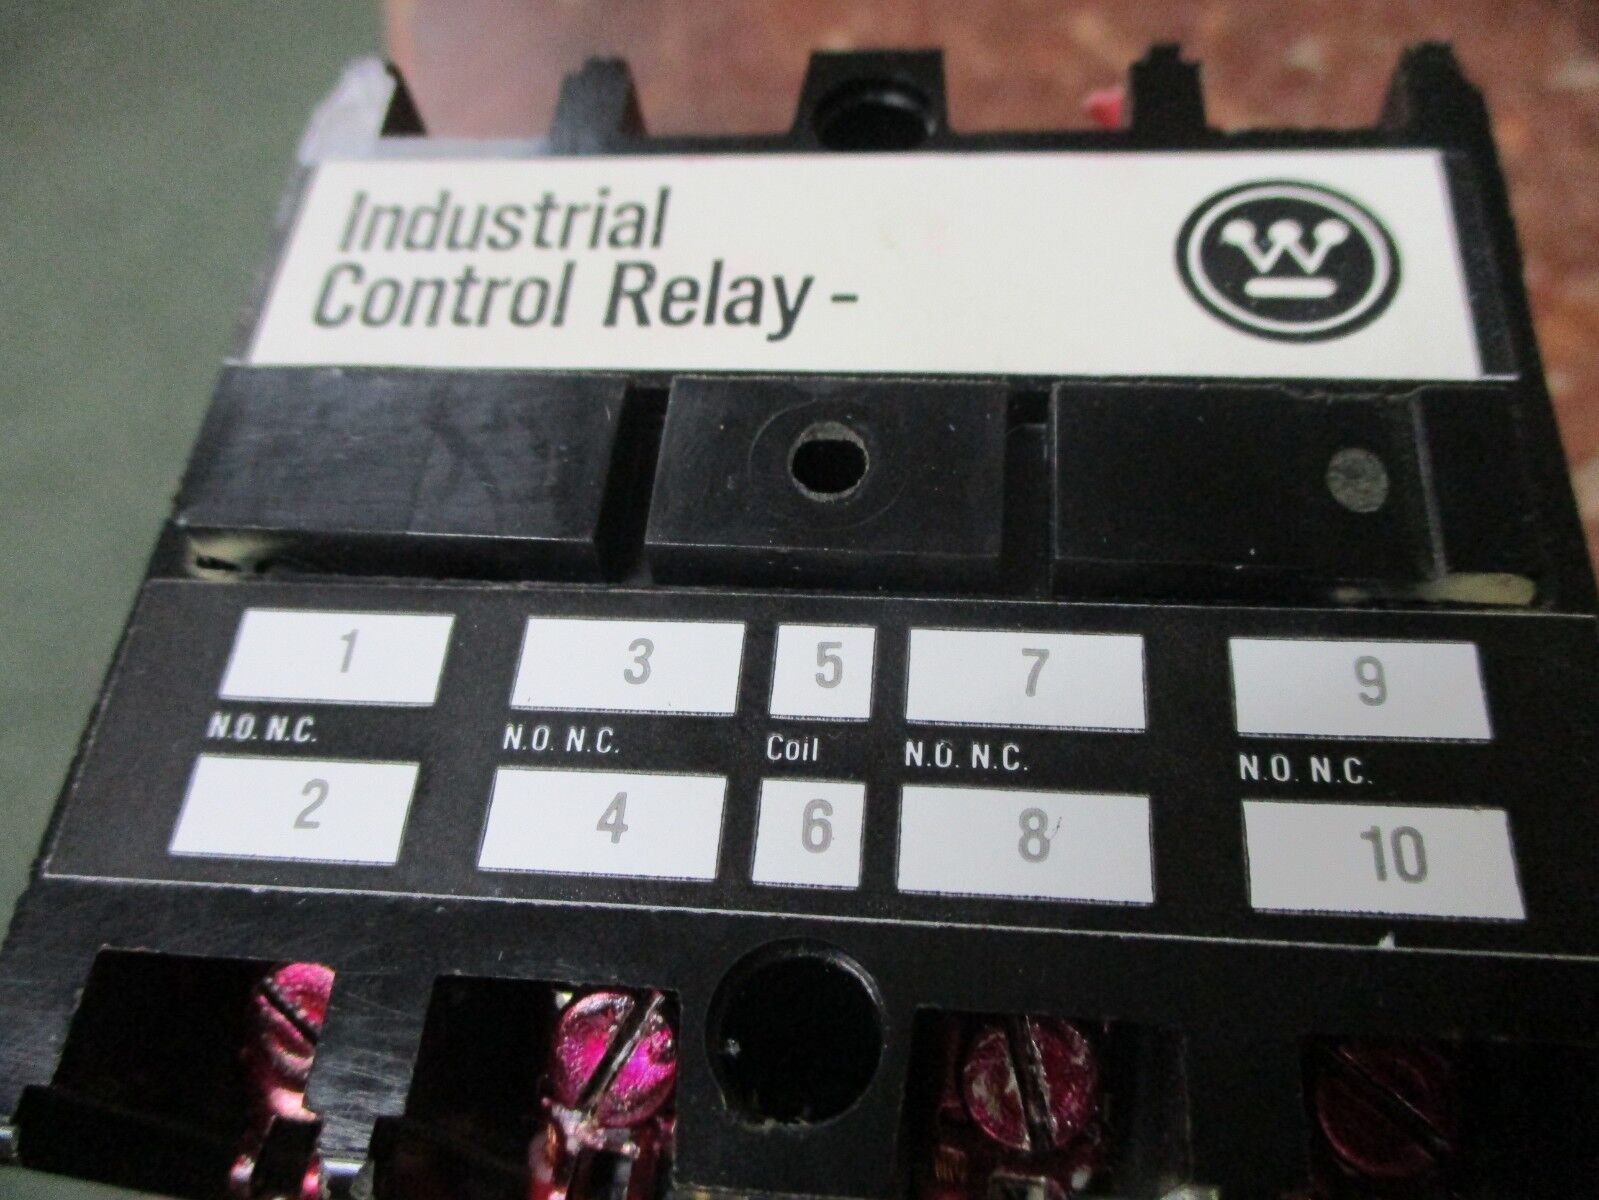 Industrial
Control Relay -
W
1 3 5 7 9
N.O. N.C. N.O. N.C. Coil N.O. N.C. N.O. N.C.
2 4 6 8 10